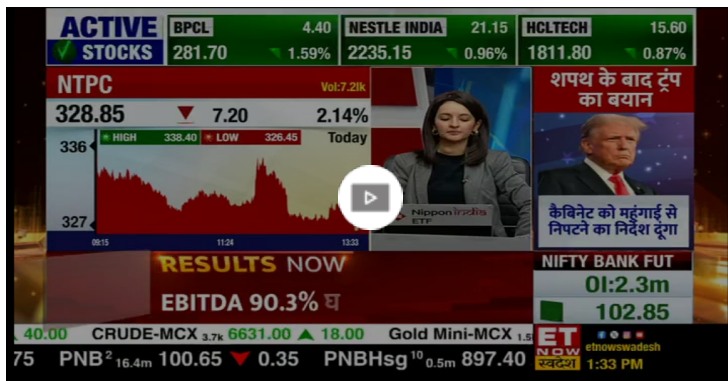 ACTIVE
STOCKS
BPCL 4.40
281.70 1.59%
NESTLE INDIA 21.15
2235.15 0.96%
HCLTECH 15.60
1811.80 0.87%
NTPC Vol:7.2lk
328.85 7.20 2.14%
HIGH 338.40 LOW 326.45 Today
336
327
09:15 11:24 13:33
Nippon india
ETF
शपथ के बाद ट्रंप
का बयान
कैबिनेट को महंगाई से
निपटने का निर्देश दूंगा
RESULTS NOW
EBITDA 90.3% घ
NIFTY BANK FUT
OI:2.3m
102.85
40.00 CRUDE-MCX 3.7k 6631.00 18.00 Gold Mini-MCX 1.5
75 PNB² 16.4m 100.65 0.35 PNBHsg¹⁰ 0.5m 897.40
ET
NOW
स्वदेश
etnowswadesh
1:33 PM